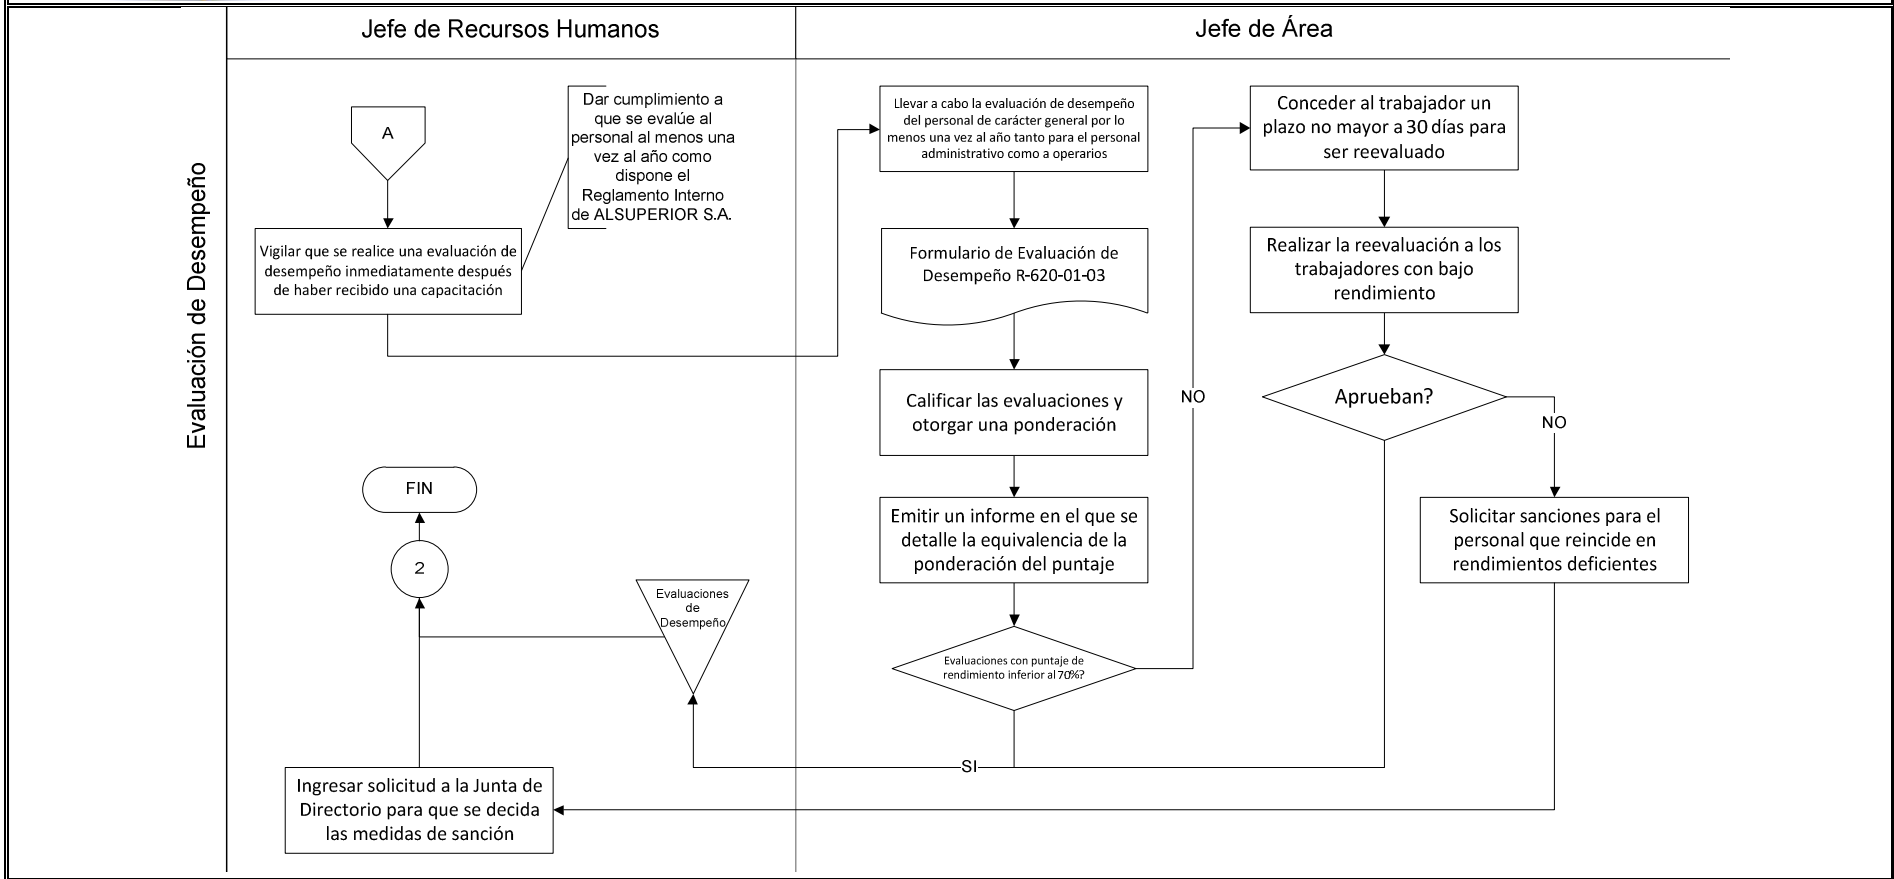 Jefe de Recursos Humanos
Jefe de Área
Evaluación de Desempeño
A
Dar cumplimiento a
que se evalúe al
personal al menos una
vez al año como
dispone el
Reglamento Interno
de ALSUPERIOR S.A.
Vigilar que se realice una evaluación de
desempeño inmediatamente después
de haber recibido una capacitación
Llevar a cabo la evaluación de desempeño
del personal de carácter general por lo
menos una vez al año tanto para el personal
administrativo como a operarios
Formulario de Evaluación de
Desempeño R-620-01-03
Calificar las evaluaciones y
otorgar una ponderación
Emitir un informe en el que se
detalle la equivalencia de la
ponderación del puntaje
Evaluaciones con puntaje de
rendimiento inferior al 70%?
NO
SI
Conceder al trabajador un
plazo no mayor a 30 días para
ser reevaluado
Realizar la reevaluación a los
trabajadores con bajo
rendimiento
Aprueban?
NO
Solicitar sanciones para el
personal que reincide en
rendimientos deficientes
FIN
2
Evaluaciones
de
Desempeño
Ingresar solicitud a la Junta de
Directorio para que se decida
las medidas de sanción